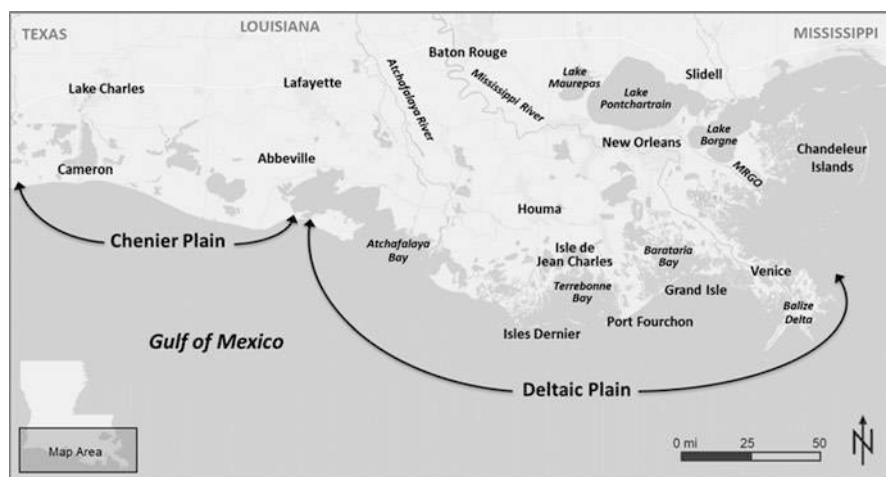 TEXAS
LOUISIANA
MISSISSIPPI
Baton Rouge
Lake
Maurepas
Slidell
Lake Charles
Lafayette
Atchafalaya River
Mississippi River
Lake
Pontchartrain
New Orleans
Lake
Borgne
MRGO
Chandeleur
Islands
Cameron
Abbeville
Houma
Chenier Plain
Atchafalaya
Bay
Isle de
Jean Charles
Barataria
Bay
Venice
Terrebonne
Bay
Grand Isle
Balize
Delta
Port Fourchon
Isles Dernier
Gulf of Mexico
Deltaic Plain
Map Area
0 mi 25 50
N